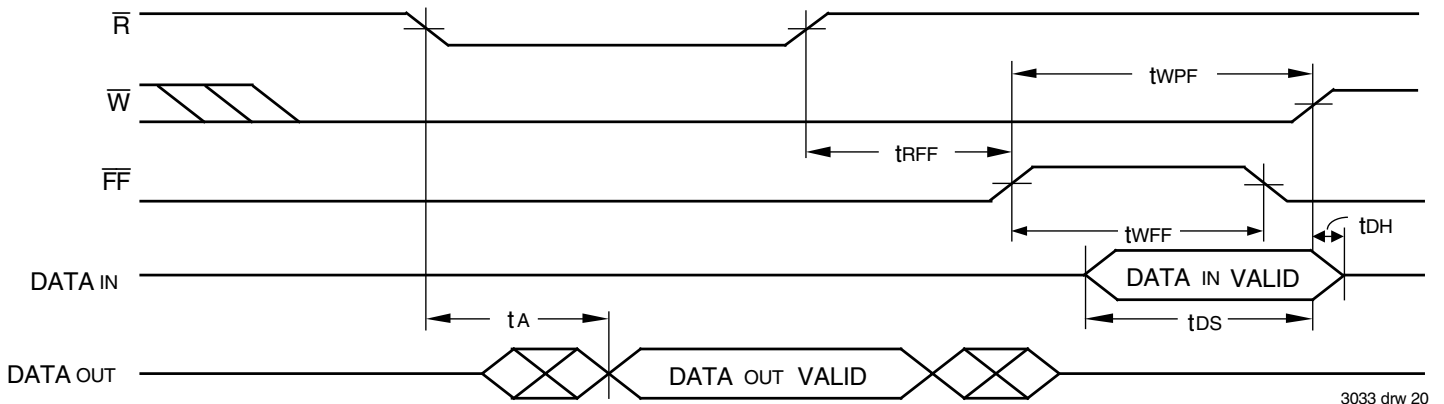 R̅
tWPF
W̅
tRFF
F̅F̅
tWFF
tDH
DATA IN
DATA IN VALID
tA
tDS
DATA OUT
DATA OUT VALID
3033 drw 20